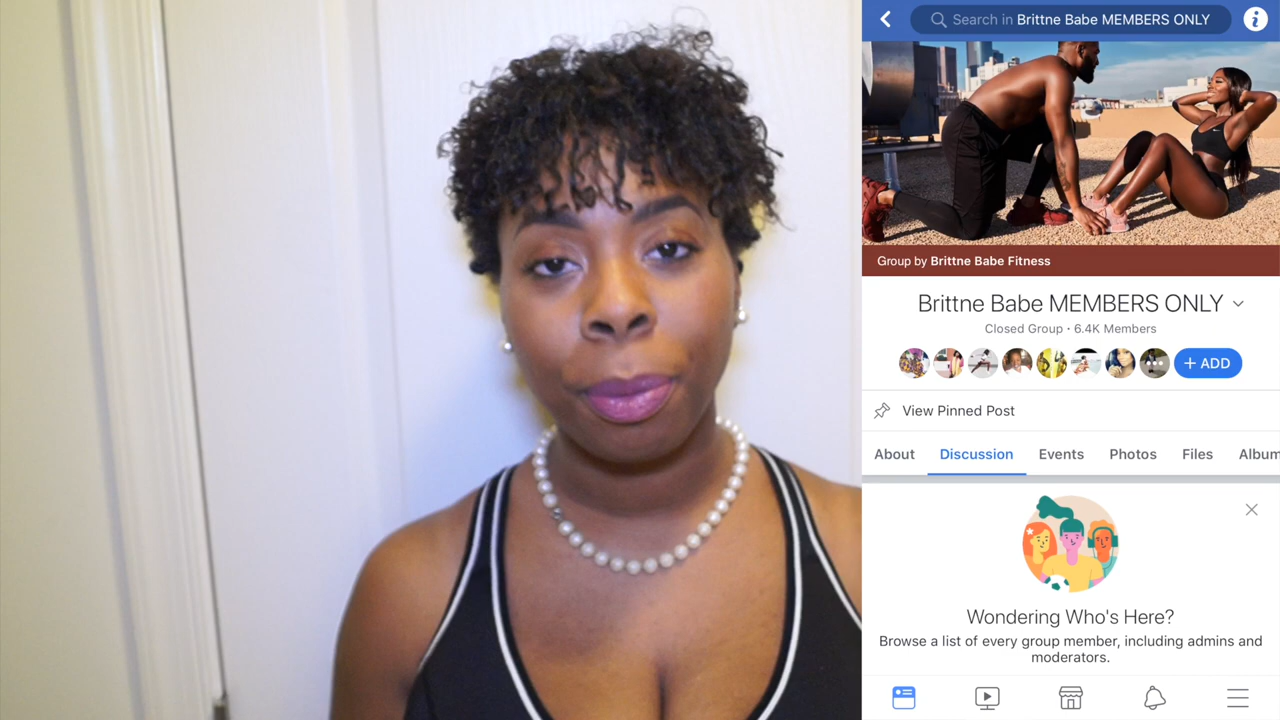 Search in Brittne Babe MEMBERS ONLY
Group by Brittne Babe Fitness
Brittne Babe MEMBERS ONLY
Closed Group · 6.4K Members
+ ADD
View Pinned Post
About Discussion Events Photos Files Album
Wondering Who's Here?
Browse a list of every group member, including admins and
moderators.